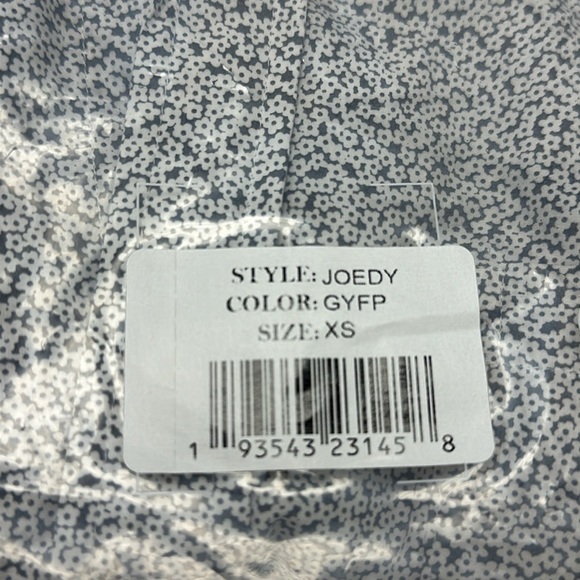 STYLE: JOEDY
COLOR: GYFP
SIZE: XS
1 93543 23145 8